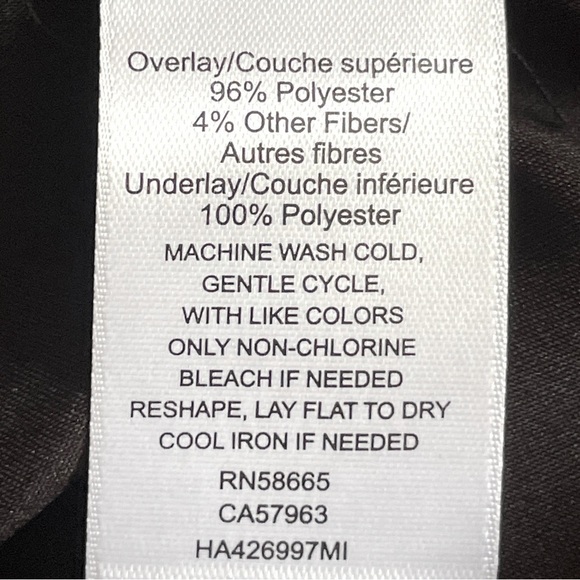 Overlay/Couche supérieure
96% Polyester
4% Other Fibers/
Autres fibres
Underlay/Couche inférieure
100% Polyester
MACHINE WASH COLD,
GENTLE CYCLE,
WITH LIKE COLORS
ONLY NON-CHLORINE
BLEACH IF NEEDED
RESHAPE, LAY FLAT TO DRY
COOL IRON IF NEEDED
RN58665
CA57963
HA426997MI